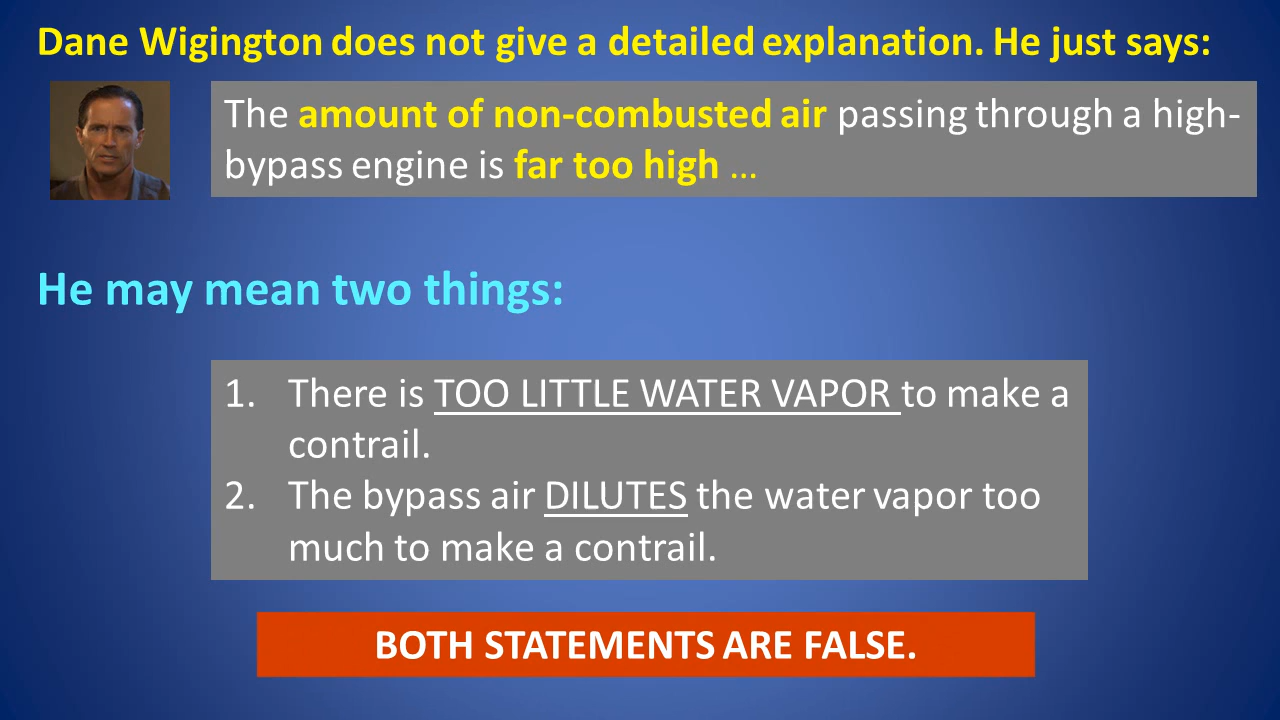 Dane Wigington does not give a detailed explanation. He just says:
The amount of non-combusted air passing through a high-
bypass engine is far too high ...
He may mean two things:
1. There is TOO LITTLE WATER VAPOR to make a
contrail.
2. The bypass air DILUTES the water vapor too
much to make a contrail.
BOTH STATEMENTS ARE FALSE.